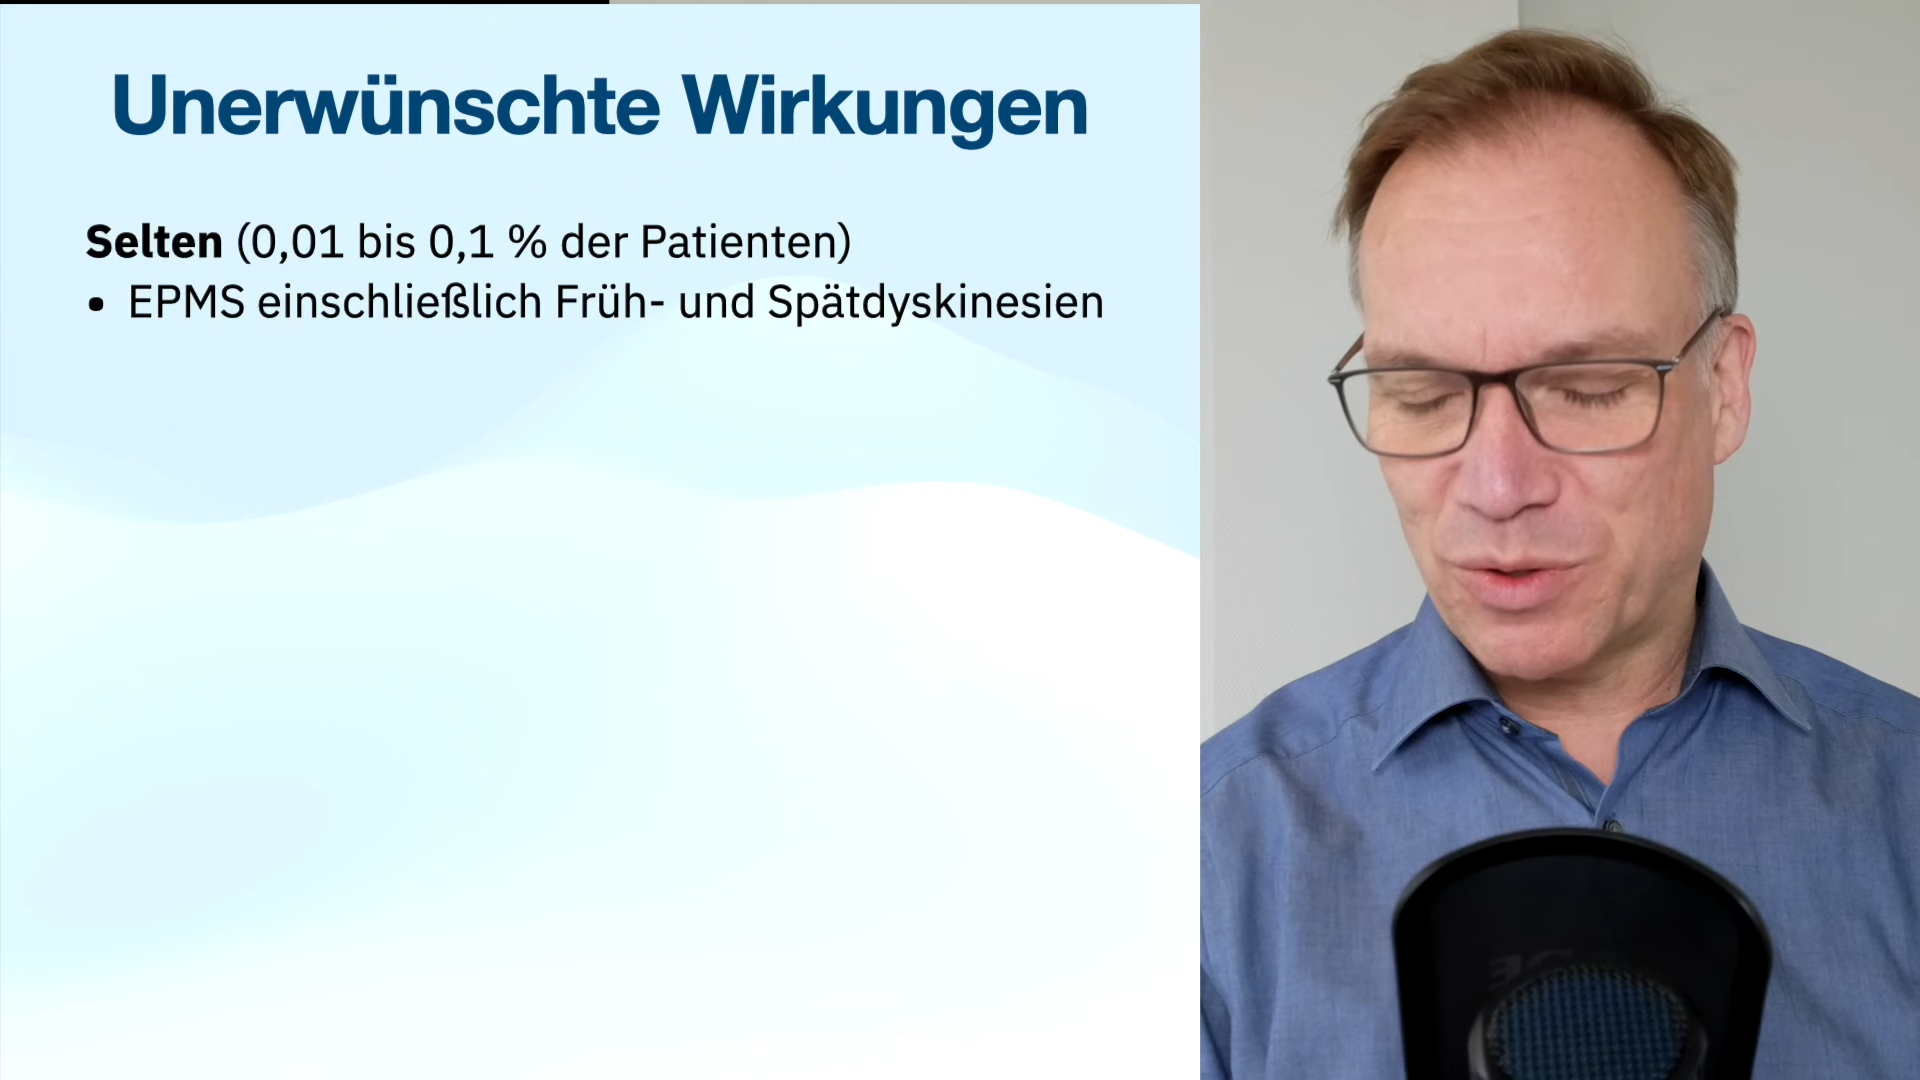 Unerwünschte Wirkungen
Selten (0,01 bis 0,1 % der Patienten)
• EPMS einschließlich Früh- und Spätdyskinesien